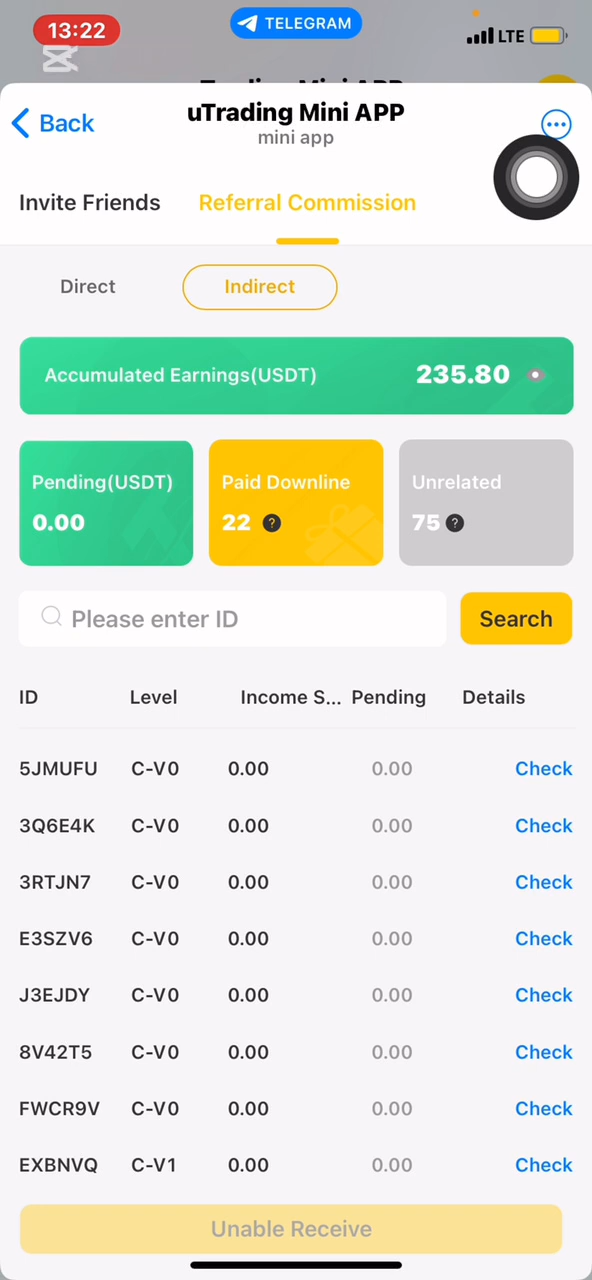 13:22
TELEGRAM
LTE
Back
uTrading Mini APP
mini app
Invite Friends
Referral Commission
Direct
Indirect
Accumulated Earnings(USDT) 235.80
Pending(USDT)
0.00
Paid Downline
22 ?
Unrelated
75 ?
Please enter ID
Search
ID Level Income S... Pending Details
5JMUFU C-V0 0.00 0.00 Check
3Q6E4K C-V0 0.00 0.00 Check
3RTJN7 C-V0 0.00 0.00 Check
E3SZV6 C-V0 0.00 0.00 Check
J3EJDY C-V0 0.00 0.00 Check
8V42T5 C-V0 0.00 0.00 Check
FWCR9V C-V0 0.00 0.00 Check
EXBNVQ C-V1 0.00 0.00 Check
Unable Receive